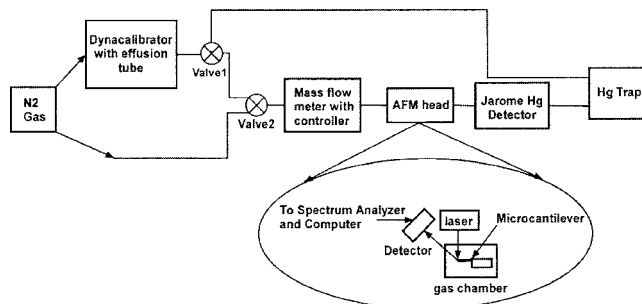 Dynacalibrator
with effusion
tube
Valve1
N2
Gas
Valve2
Mass flow
meter with
controller
AFM head
Jarome Hg
Detector
Hg Trap
To Spectrum Analyzer
and Computer
laser
Microcantilever
Detector
gas chamber